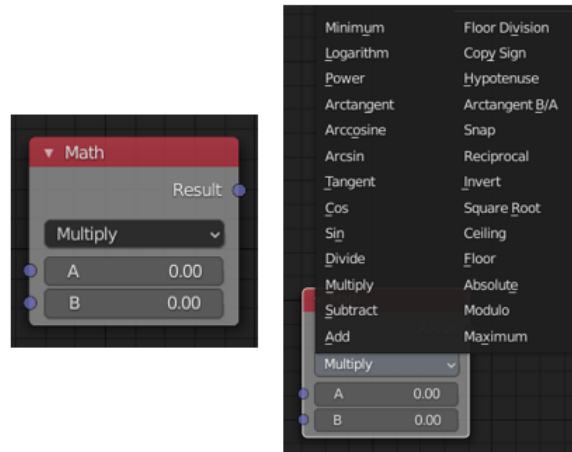 Math
Result
Multiply
A 0.00
B 0.00
Minimum Floor Division
Logarithm Copy Sign
Power Hypotenuse
Arctangent Arctangent B/A
Arccosine Snap
Arcsin Reciprocal
Tangent Invert
Cos Square Root
Sin Ceiling
Divide Floor
Multiply Absolute
Subtract Modulo
Add Maximum
Multiply
A 0.00
B 0.00